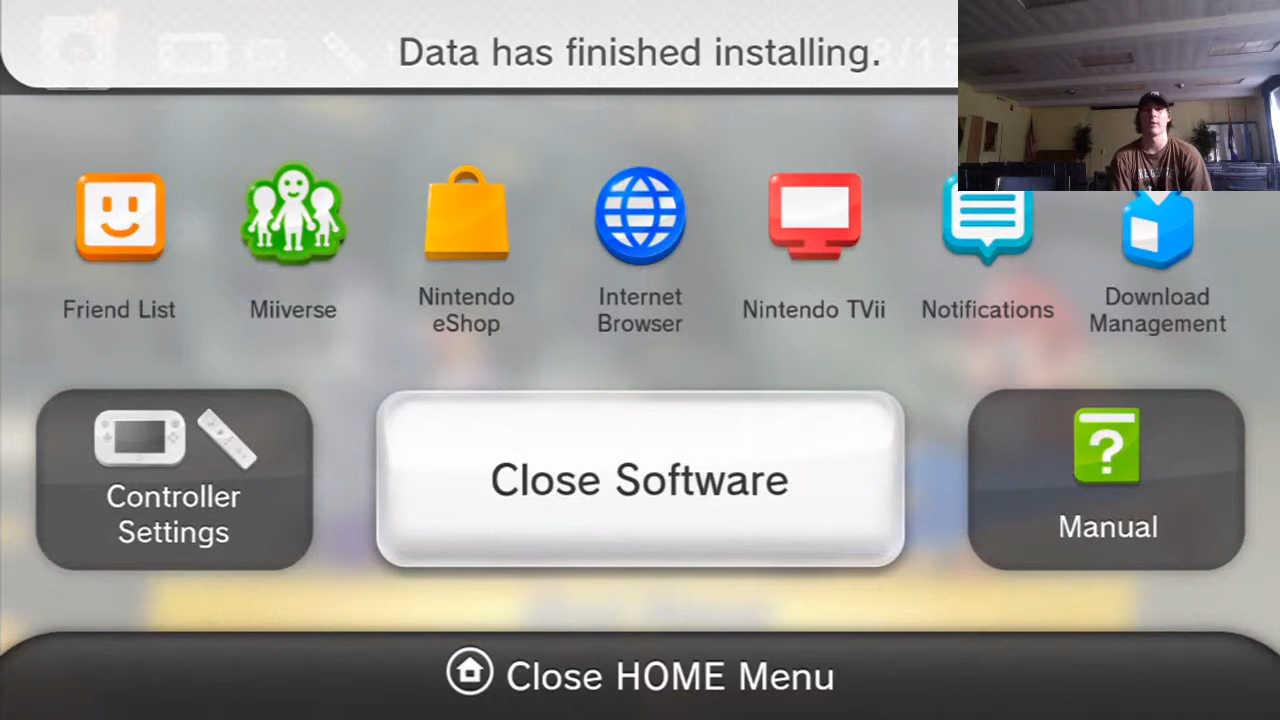 Data has finished installing.
Friend List
Miiverse
Nintendo
eShop
Internet
Browser
Nintendo TVii
Notifications
Download
Management
Controller
Settings
Close Software
Manual
Close HOME Menu